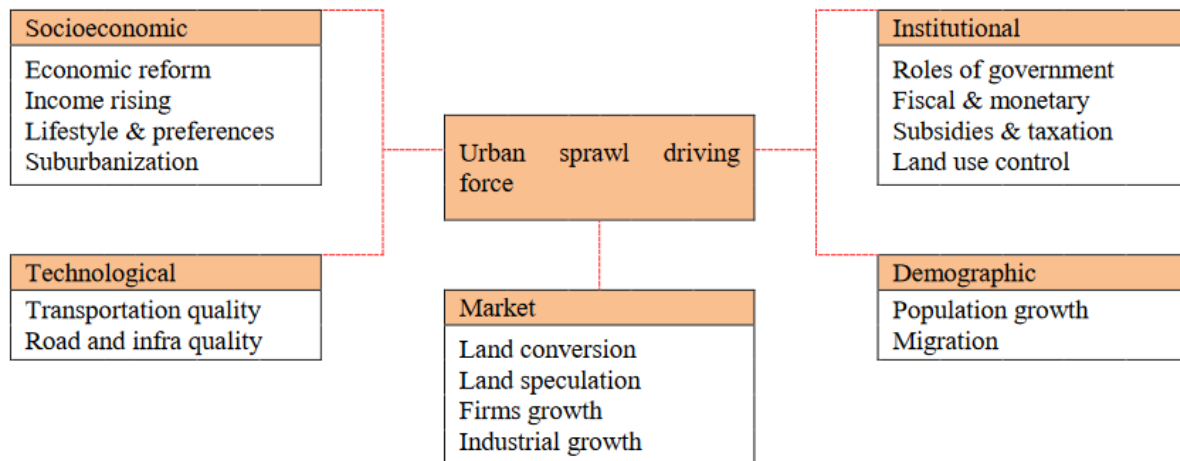 Socioeconomic
Economic reform
Income rising
Lifestyle & preferences
Suburbanization
Technological
Transportation quality
Road and infra quality
Urban sprawl driving
force
Market
Land conversion
Land speculation
Firms growth
Industrial growth
Institutional
Roles of government
Fiscal & monetary
Subsidies & taxation
Land use control
Demographic
Population growth
Migration